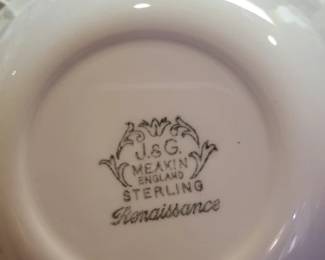 J.&G.
MEAKIN
ENGLAND
STERLING
Renaissance